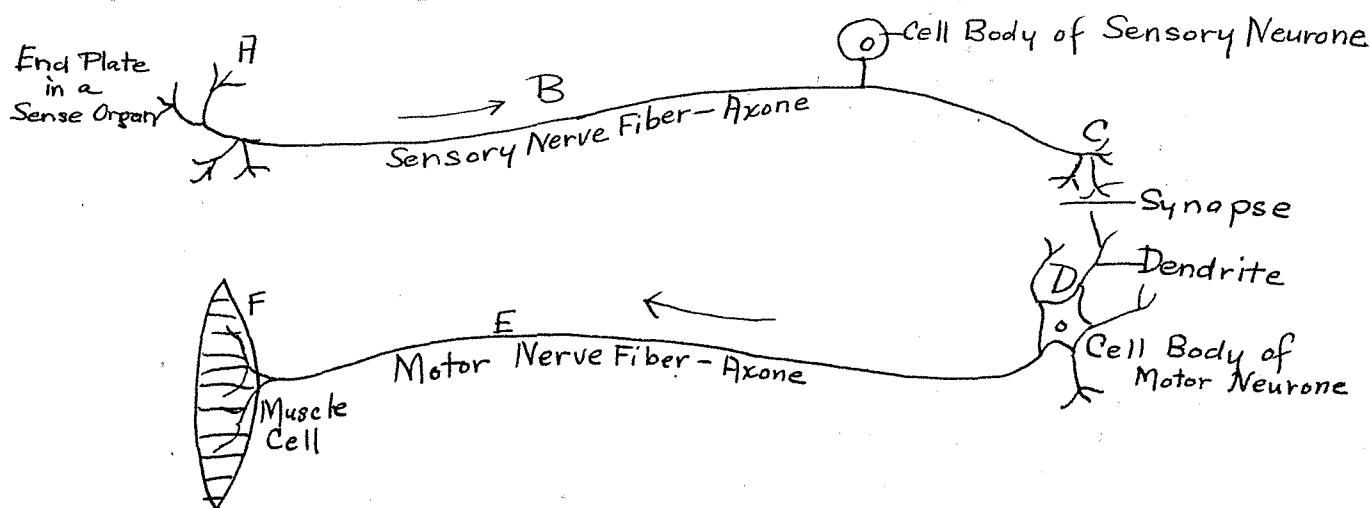 Cell Body of Sensory Neurone
A
End Plate
in a
Sense Organ
B
Sensory Nerve Fiber-Axone
C
Synapse
D
Dendrite
F
E
Motor Nerve Fiber-Axone
Cell Body of
Motor Neurone
Muscle
Cell